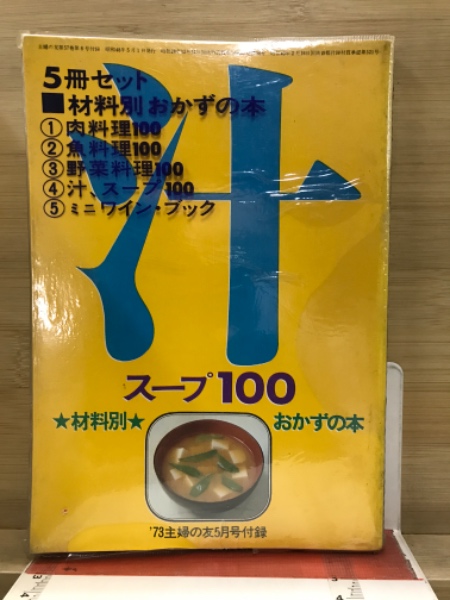 5冊セット
■材料別おかずの本
①肉料理100
②魚料理100
③野菜料理100
④汁、スープ100
⑤ミニワイン・ブック
汁
スープ100
★材料別★
おかずの本
'73主婦の友5月号付録